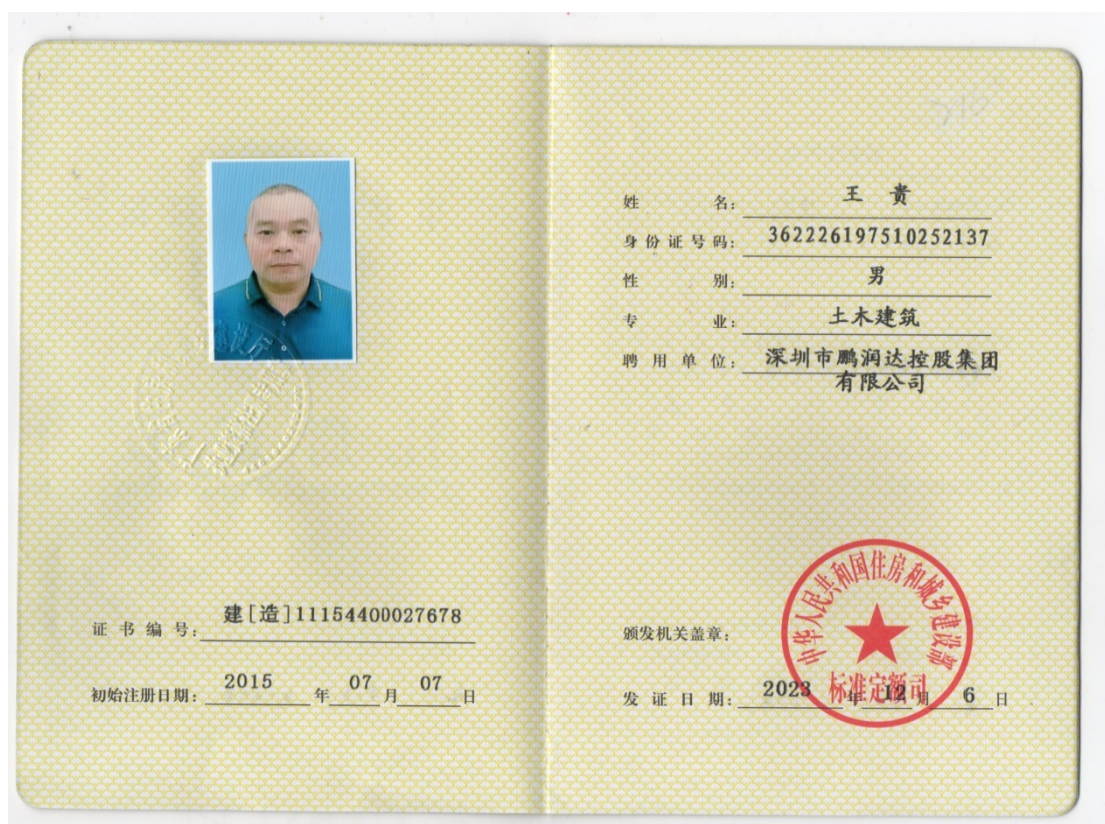 证书编号：建[造]11154400027678
初始注册日期：2015年07月07日
姓名：王贵
身份证号码：362226197510252137
性别：男
专业：土木建筑
聘用单位：深圳市鹏润达控股集团
有限公司
颁发机关盖章：
中华人民共和国住房和城乡建设部
标准定额司
发证日期：2023年12月6日